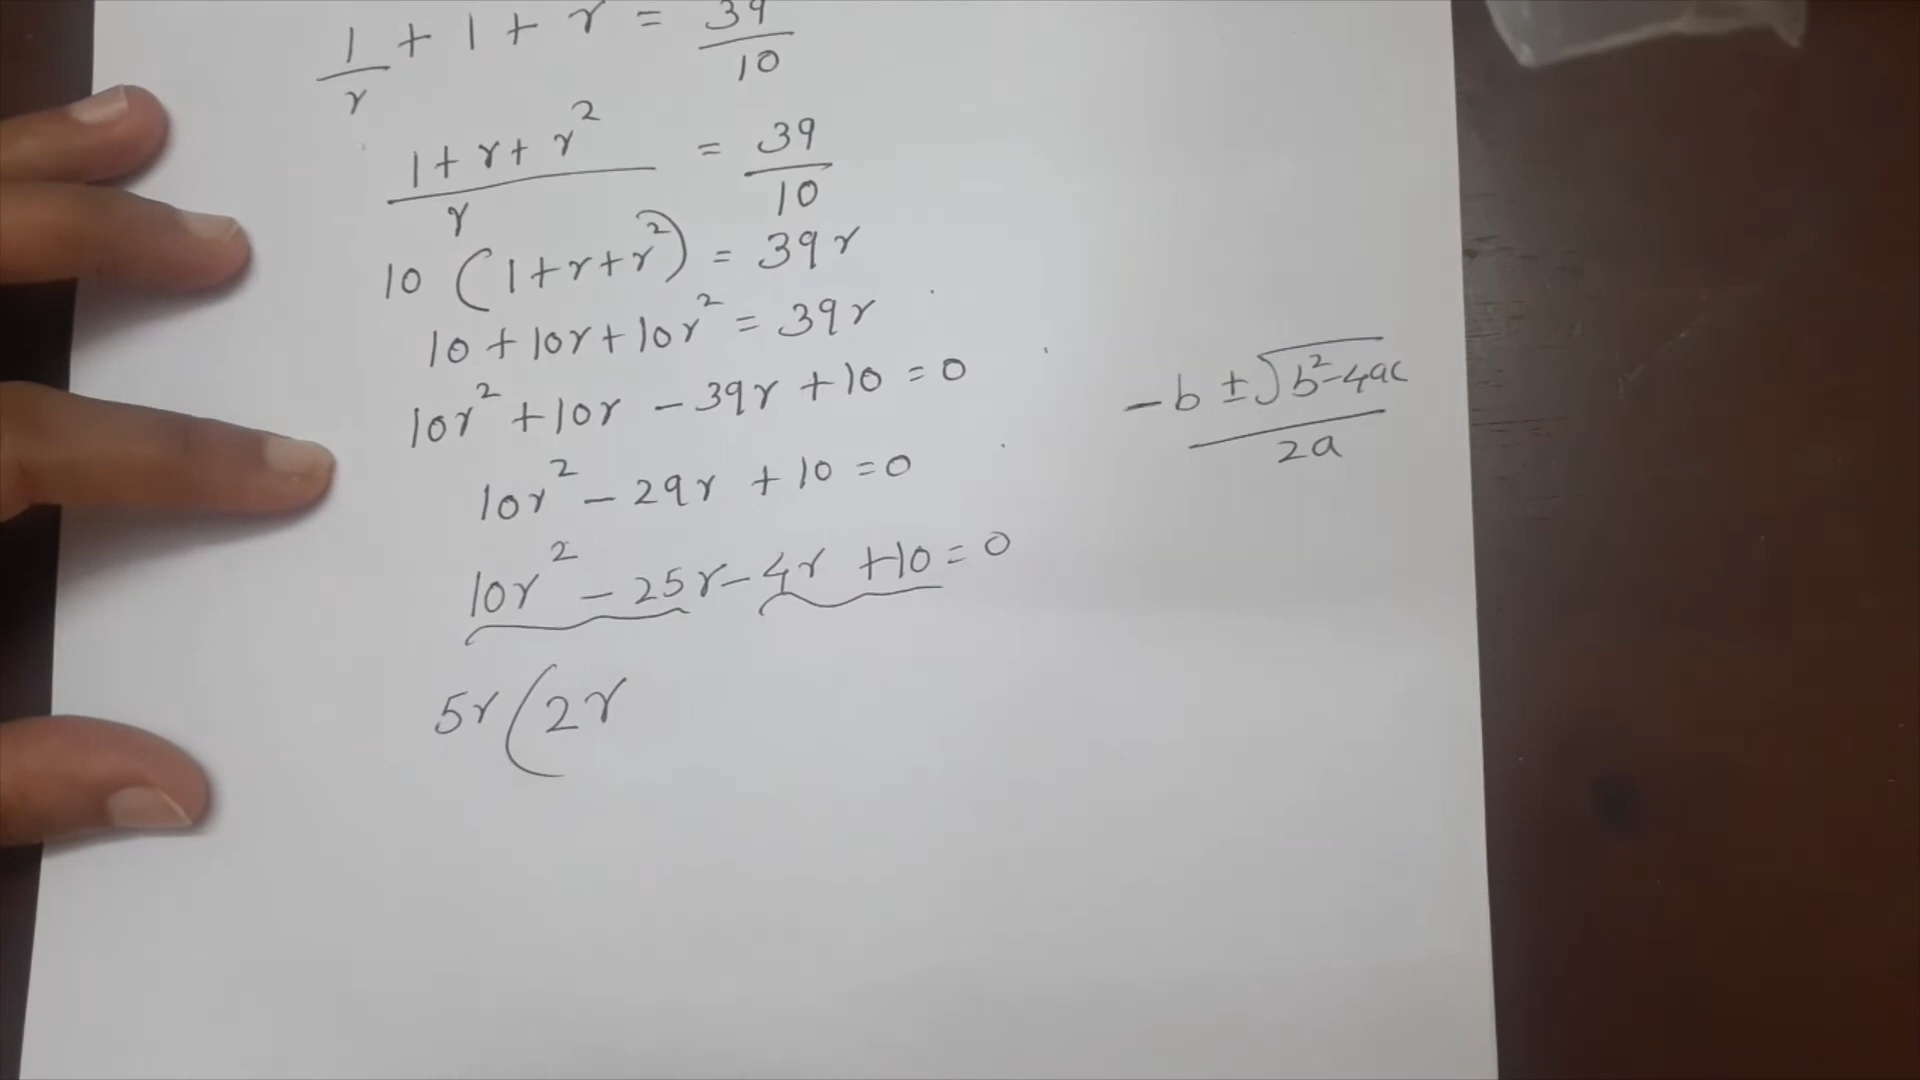 1/r + 1 + r = 39/10
(1 + r + r²)/r = 39/10
10 (1 + r + r²) = 39r
10 + 10r + 10r² = 39r
10r² + 10r - 39r + 10 = 0
(-b ± √(b² - 4ac))/2a
10r² - 29r + 10 = 0
10r² - 25r - 4r + 10 = 0
5r (2r